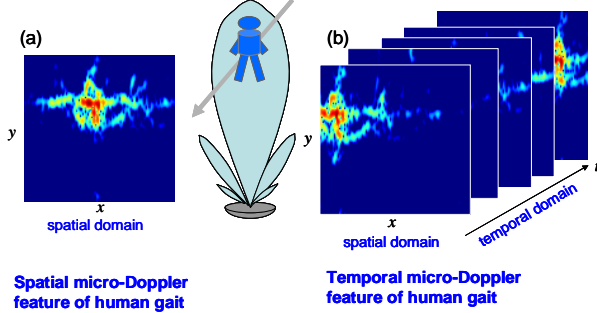 (a)
y
x
spatial domain
Spatial micro-Doppler
feature of human gait
(b)
y
x
spatial domain
t
temporal domain
Temporal micro-Doppler
feature of human gait